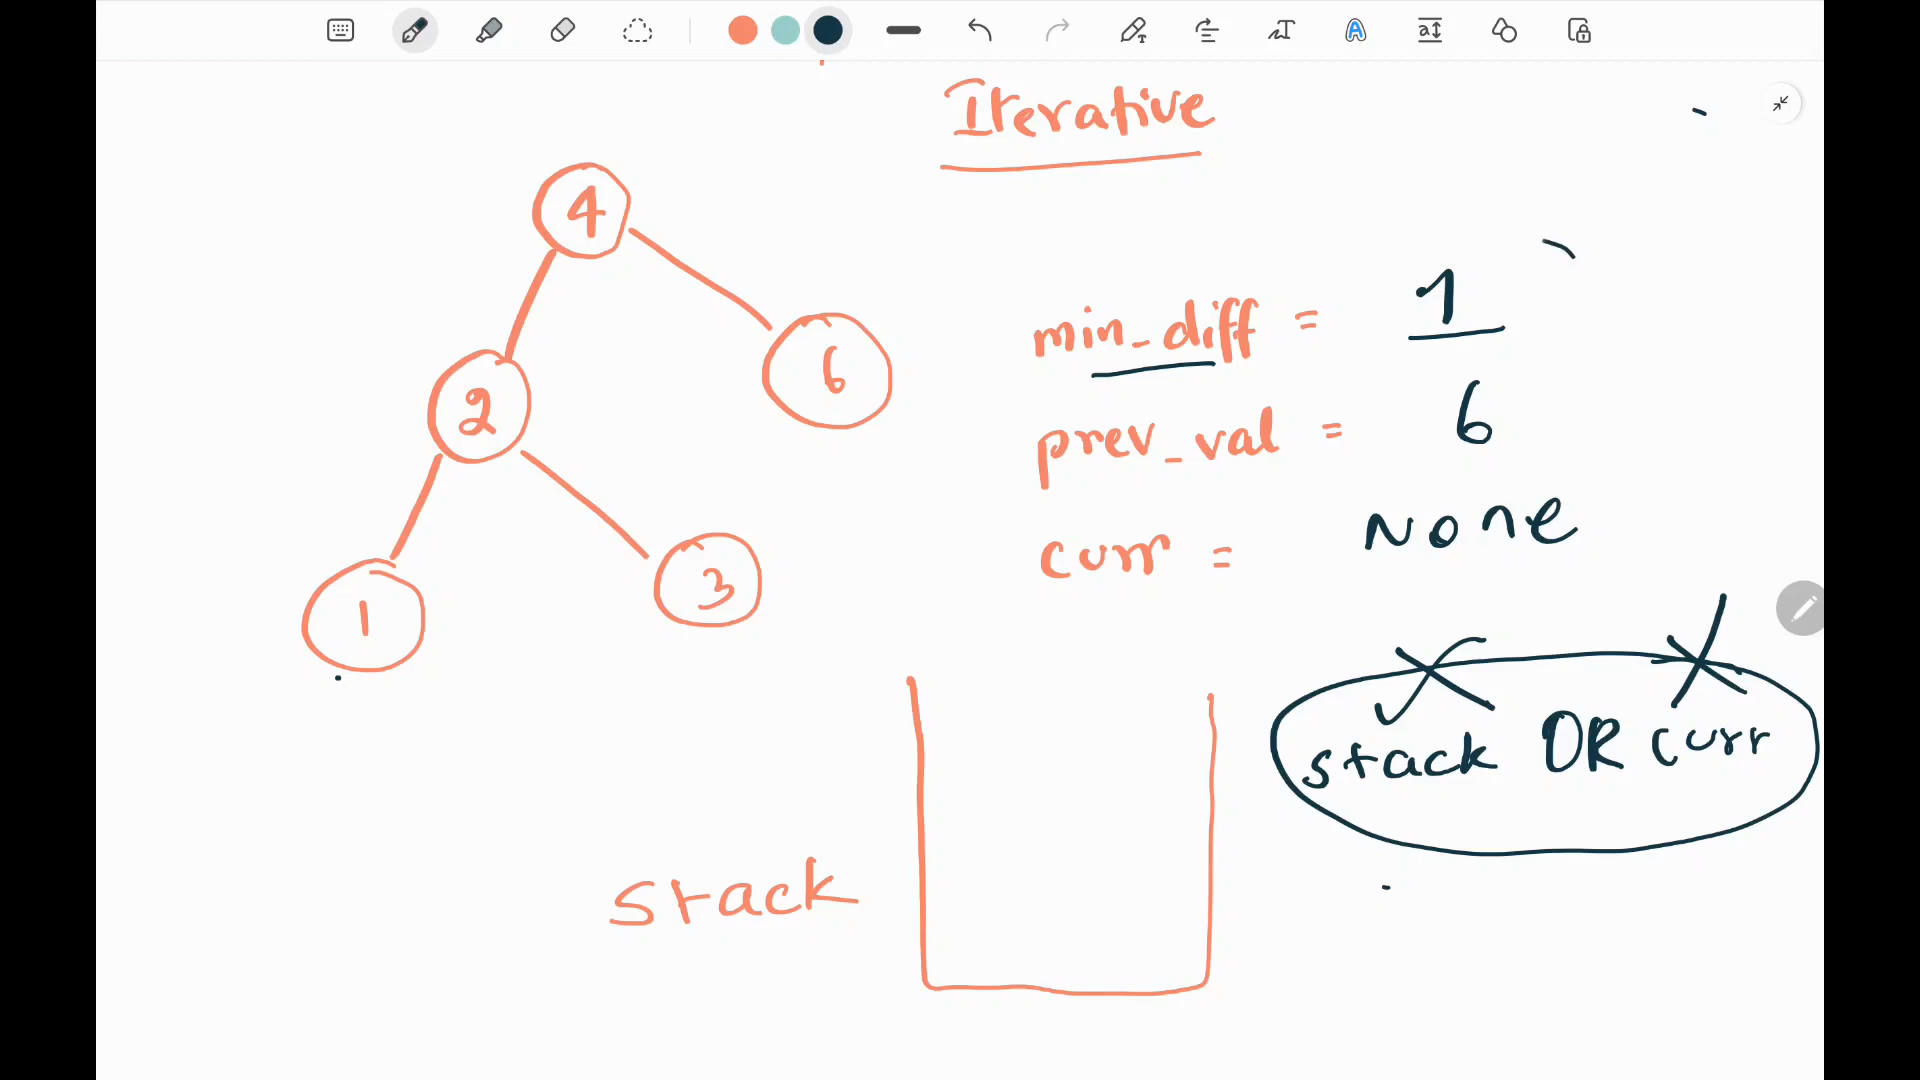 Iterative
4
2
6
1
3
min_diff = 1
prev_val = 6
curr = None
stack OR curr
stack